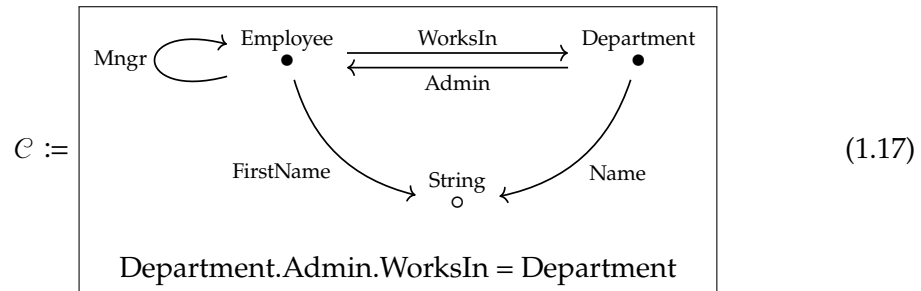 Employee WorksIn Department
Mngr
Admin
𝒞 := (1.17)
FirstName String Name
Department.Admin.WorksIn = Department